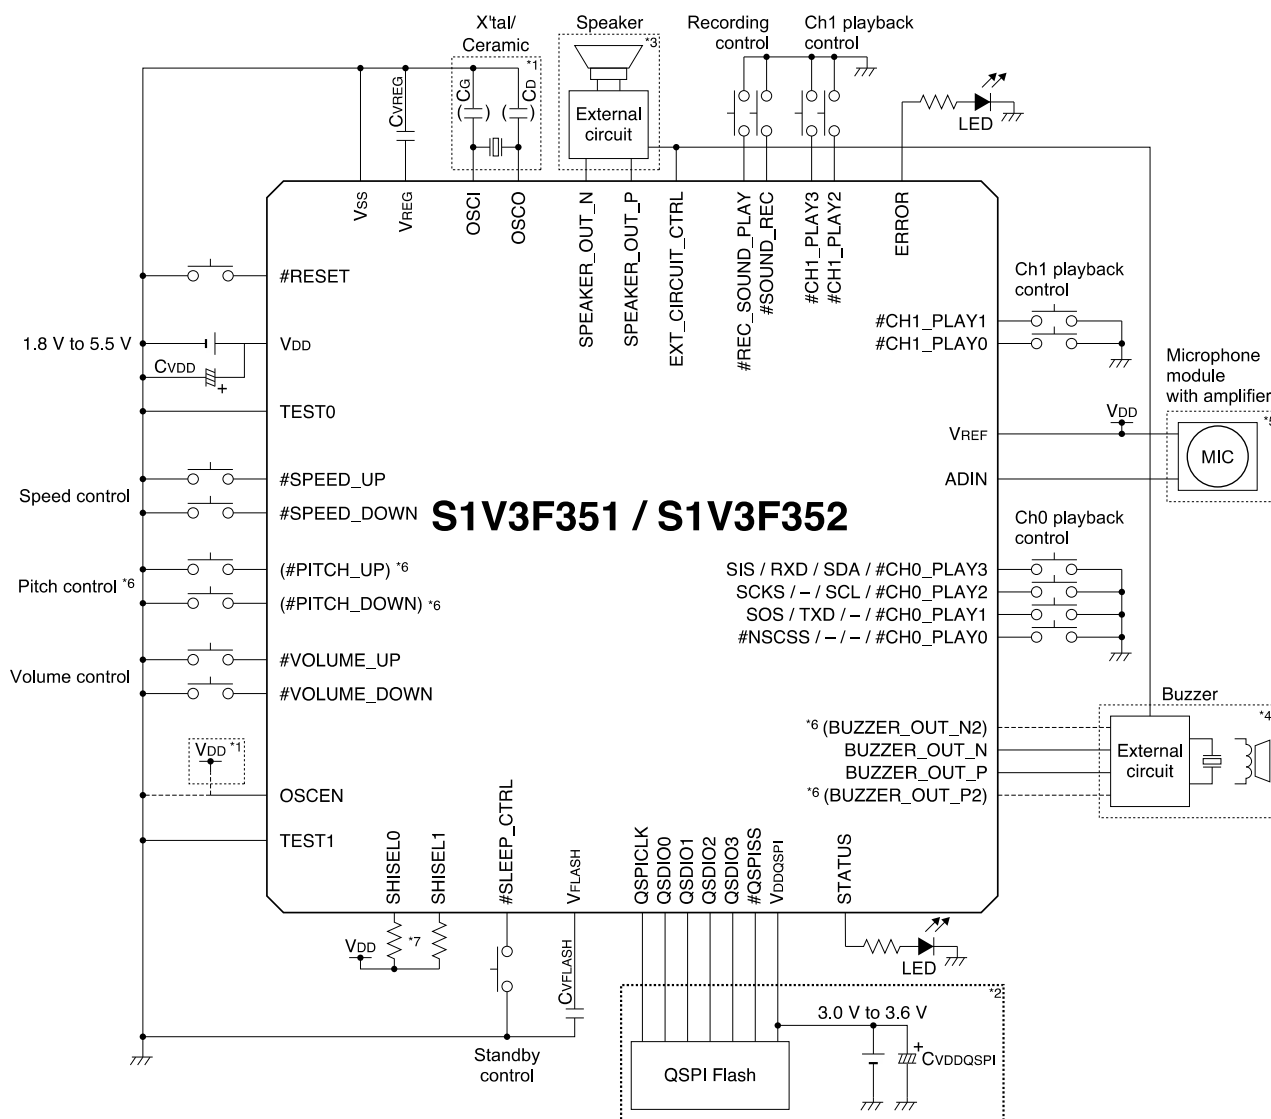 X'tal/
Ceramic
*1
Speaker
*3
Recording
control
Ch1 playback
control
CVREG
CG
( )
CD
( )
External
circuit
LED
VSS
VREG
OSCI
OSCO
SPEAKER_OUT_N
SPEAKER_OUT_P
EXT_CIRCUIT_CTRL
#REC_SOUND_PLAY
#SOUND_REC
#CH1_PLAY3
#CH1_PLAY2
ERROR
#RESET
1.8 V to 5.5 V
VDD
CVDD
+
TEST0
Speed control
#SPEED_UP
#SPEED_DOWN
Pitch control *6
(#PITCH_UP) *6
(#PITCH_DOWN) *6
Volume control
#VOLUME_UP
#VOLUME_DOWN
VDD *1
OSCEN
TEST1
S1V3F351 / S1V3F352
Ch1 playback
control
#CH1_PLAY1
#CH1_PLAY0
Microphone
module
with amplifier
*5
VDD
VREF
MIC
ADIN
Ch0 playback
control
SIS / RXD / SDA / #CH0_PLAY3
SCKS / – / SCL / #CH0_PLAY2
SOS / TXD / – / #CH0_PLAY1
#NSCSS / – / – / #CH0_PLAY0
Buzzer
*4
*6 (BUZZER_OUT_N2)
BUZZER_OUT_N
BUZZER_OUT_P
*6 (BUZZER_OUT_P2)
External
circuit
SHISEL0
SHISEL1
#SLEEP_CTRL
VFLASH
QSPICLK
QSDIO0
QSDIO1
QSDIO2
QSDIO3
#QSPISS
VDDQSPI
STATUS
VDD
*7
CVFLASH
LED
*2
3.0 V to 3.6 V
+
CVDDQSPI
Standby
control
QSPI Flash